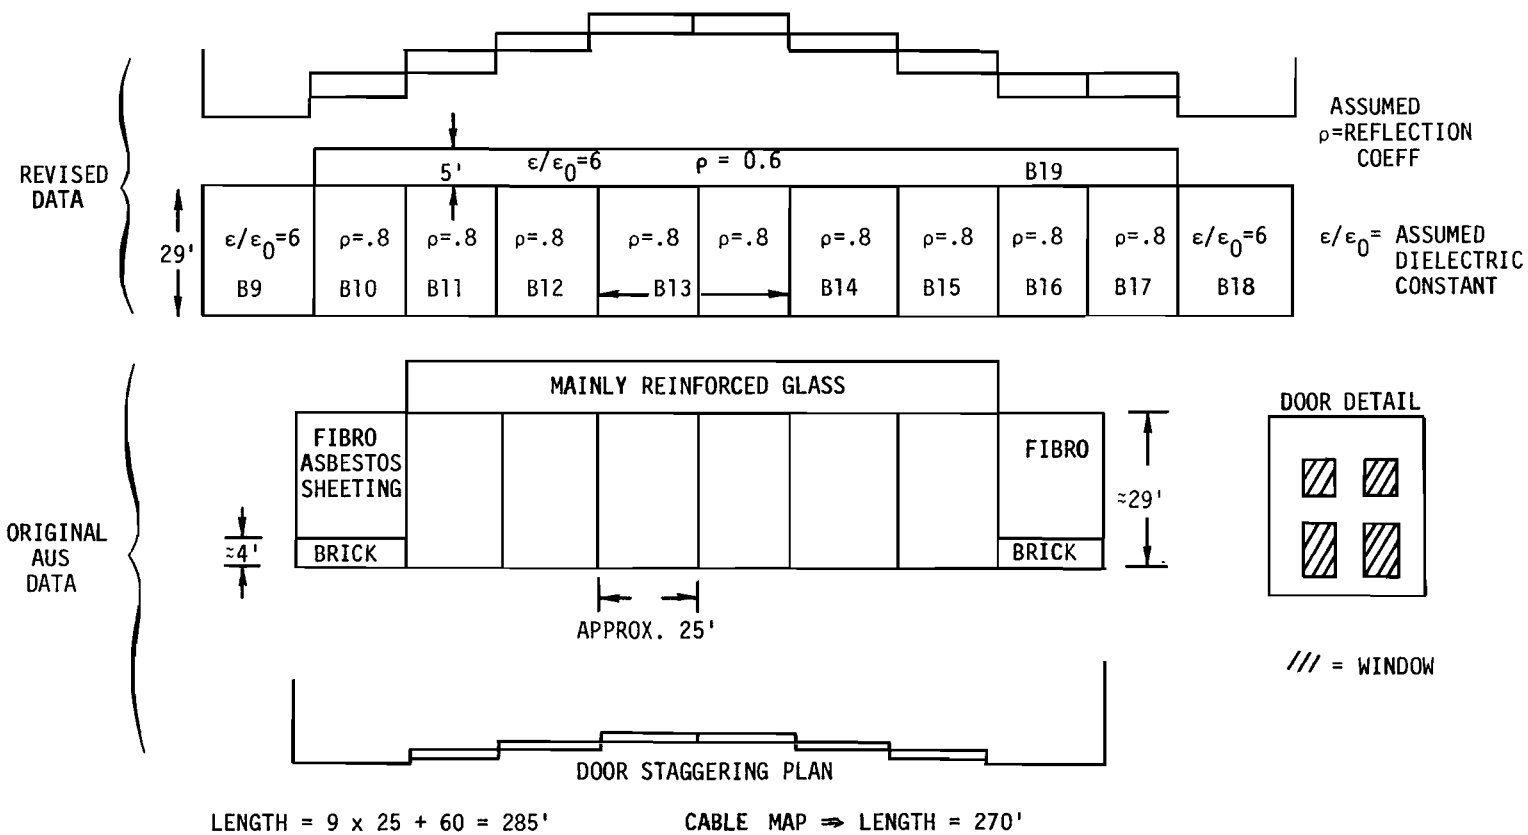 ASSUMED
ρ=REFLECTION
COEFF
REVISED
DATA
5'
ε/ε0=6
ρ = 0.6
B19
29'
ε/ε0=6
ρ=.8
ρ=.8
ρ=.8
ρ=.8
ρ=.8
ρ=.8
ρ=.8
ρ=.8
ρ=.8
ε/ε0=6
B9
B10
B11
B12
B13
B14
B15
B16
B17
B18
ε/ε0= ASSUMED
DIELECTRIC
CONSTANT
ORIGINAL
AUS
DATA
MAINLY REINFORCED GLASS
FIBRO
ASBESTOS
SHEETING
BRICK
≈4'
FIBRO
BRICK
≈29'
APPROX. 25'
DOOR DETAIL
/// = WINDOW
DOOR STAGGERING PLAN
LENGTH = 9 x 25 + 60 = 285'
CABLE MAP ⇒ LENGTH = 270'